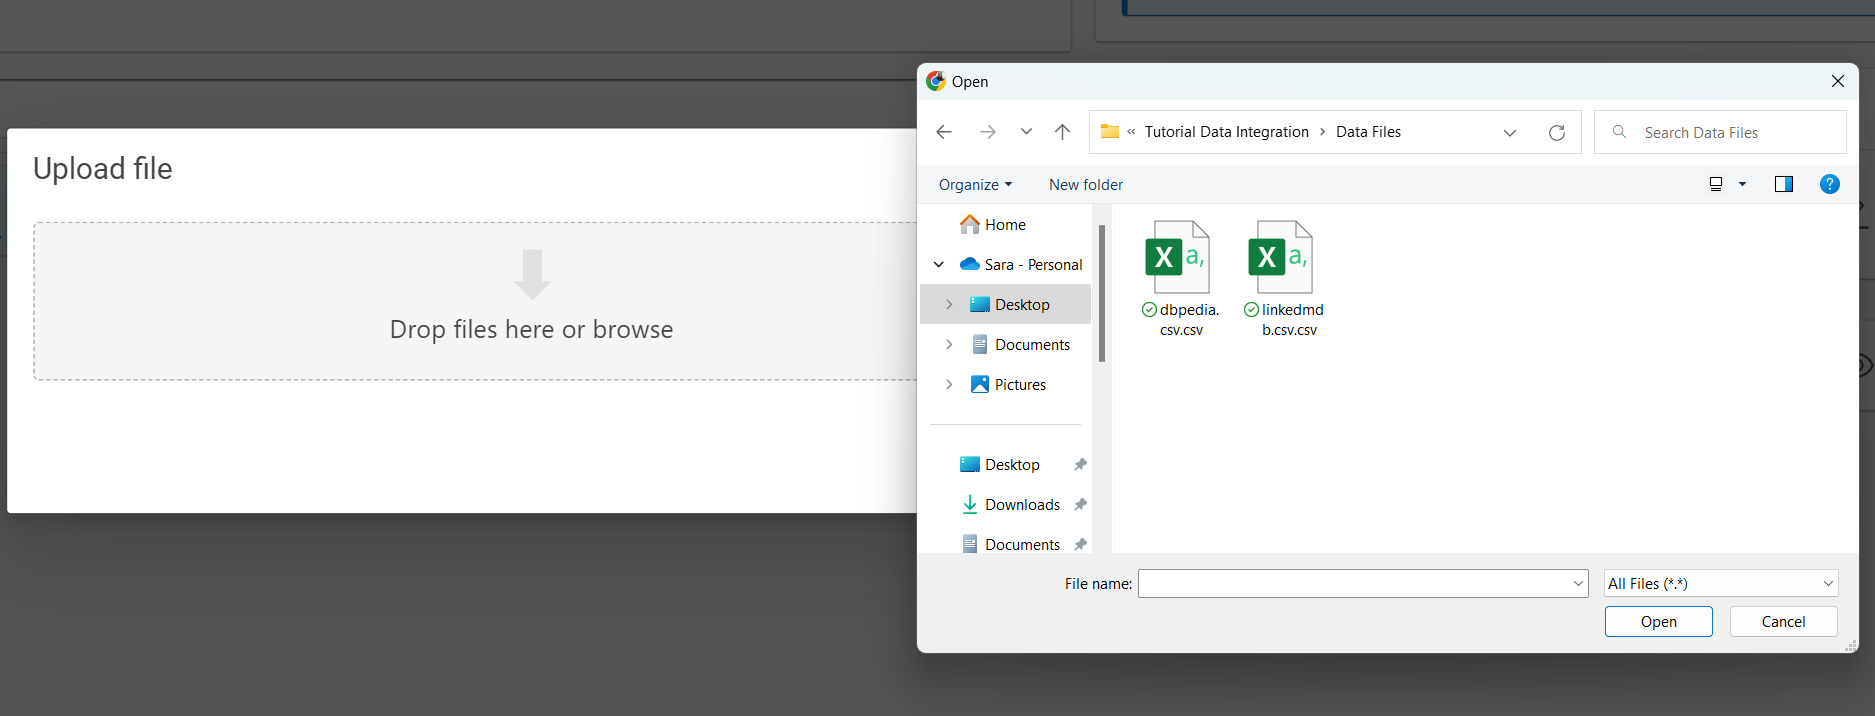 Upload file
Drop files here or browse
Open
« Tutorial Data Integration > Data Files
Search Data Files
Organize
New folder
?
Home
Sara - Personal
Desktop
Documents
Pictures
Desktop
Downloads
Documents
X a,
dbpedia.
csv.csv
X a,
linkedmd
b.csv.csv
File name:
All Files (*.*)
Open
Cancel